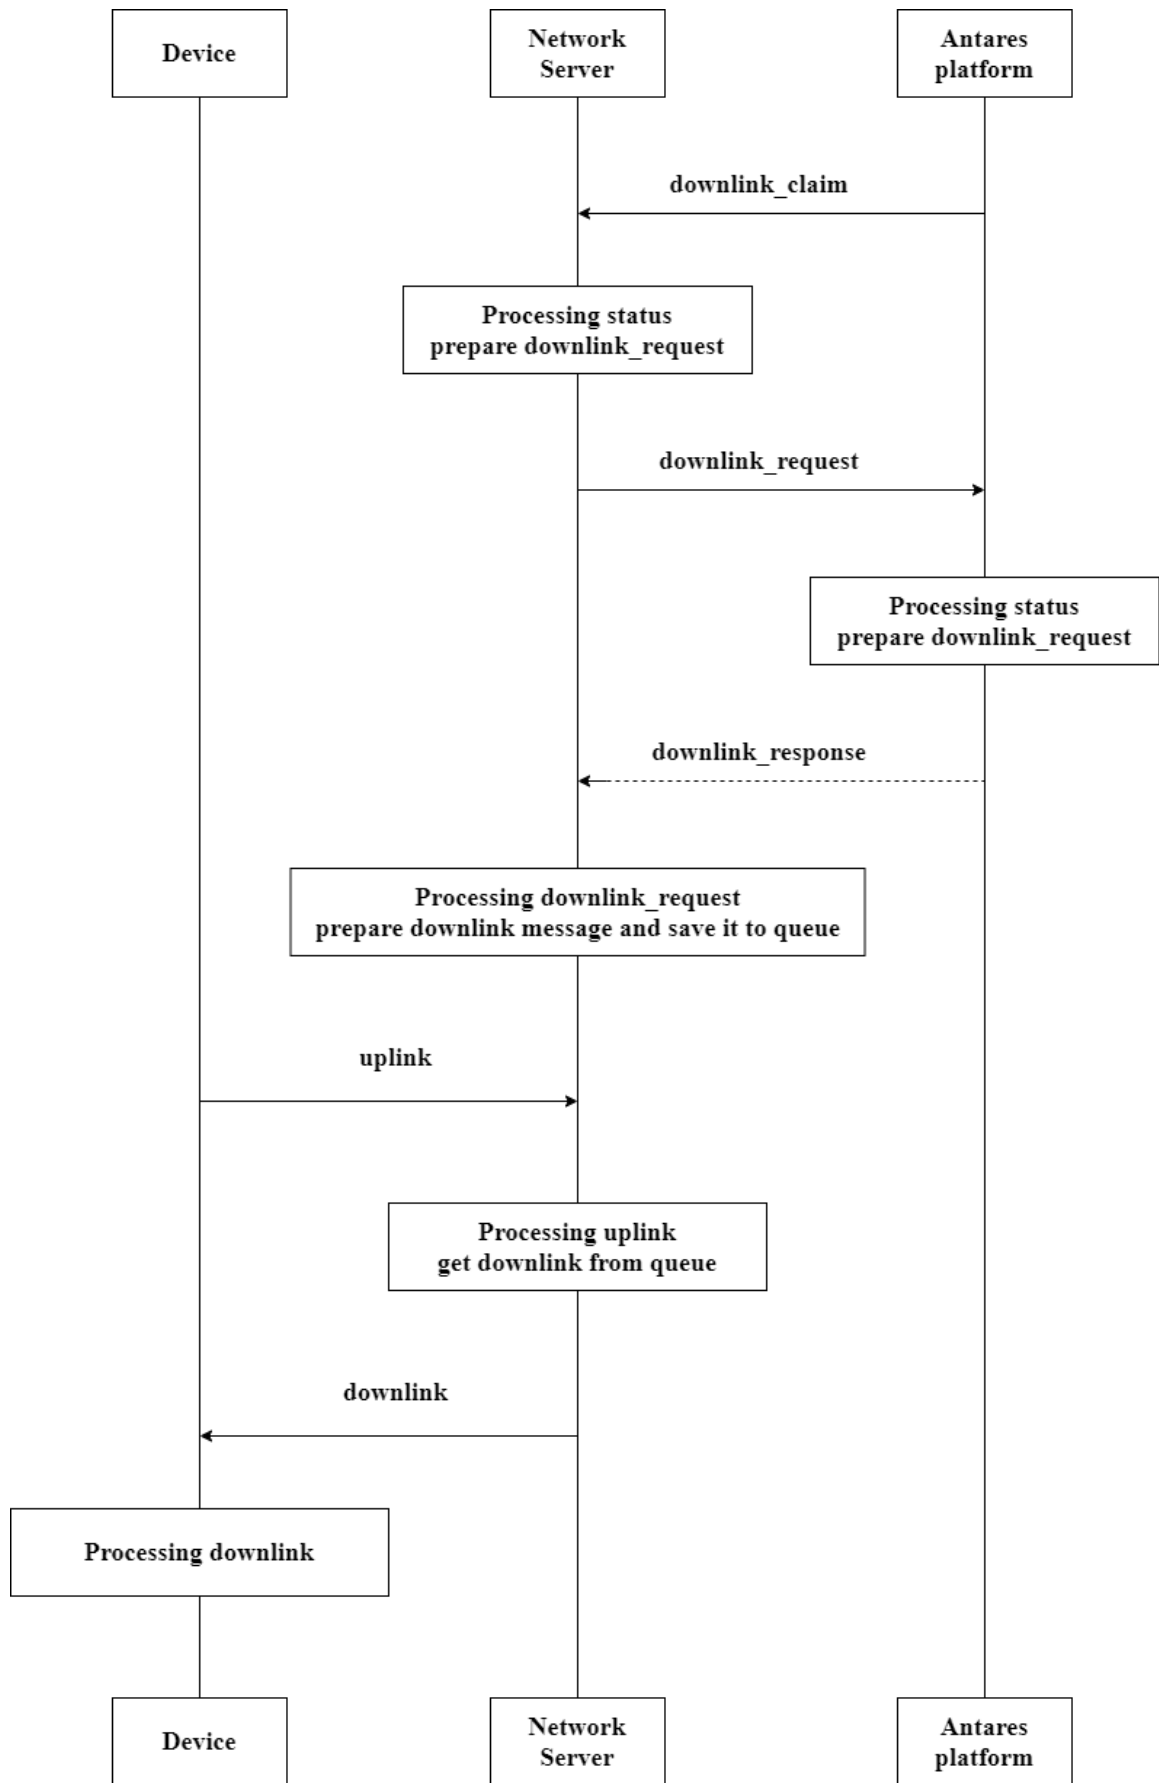 Device
Network
Server
Antares
platform
downlink_claim
Processing status
prepare downlink_request
downlink_request
Processing status
prepare downlink_request
downlink_response
Processing downlink_request
prepare downlink message and save it to queue
uplink
Processing uplink
get downlink from queue
downlink
Processing downlink
Device
Network
Server
Antares
platform